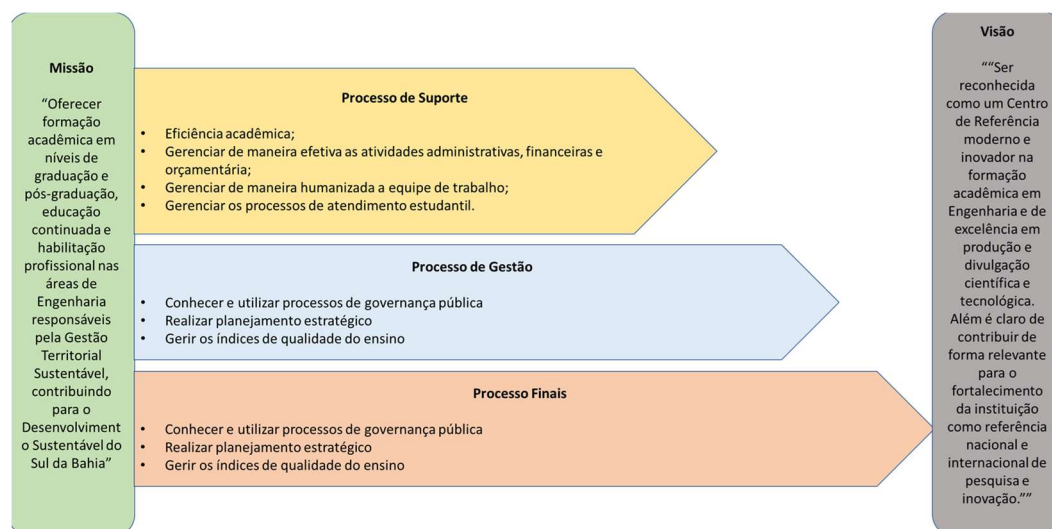 Missão
“Oferecer
formação
acadêmica em
níveis de
graduação e
pós-graduação,
educação
continuada e
habilitação
profissional nas
áreas de
Engenharia
responsáveis
pela Gestão
Territorial
Sustentável,
contribuindo
para o
Desenvolviment
o Sustentável do
Sul da Bahia”
Processo de Suporte
• Eficiência acadêmica;
• Gerenciar de maneira efetiva as atividades administrativas, financeiras e
orçamentária;
• Gerenciar de maneira humanizada a equipe de trabalho;
• Gerenciar os processos de atendimento estudantil.
Processo de Gestão
• Conhecer e utilizar processos de governança pública
• Realizar planejamento estratégico
• Gerir os índices de qualidade do ensino
Processo Finais
• Conhecer e utilizar processos de governança pública
• Realizar planejamento estratégico
• Gerir os índices de qualidade do ensino
Visão
““Ser
reconhecida
como um Centro
de Referência
moderno e
inovador na
formação
acadêmica em
Engenharia e de
excelência em
produção e
divulgação
científica e
tecnológica.
Além é claro de
contribuir de
forma relevante
para o
fortalecimento
da instituição
como referência
nacional e
internacional de
pesquisa e
inovação.””